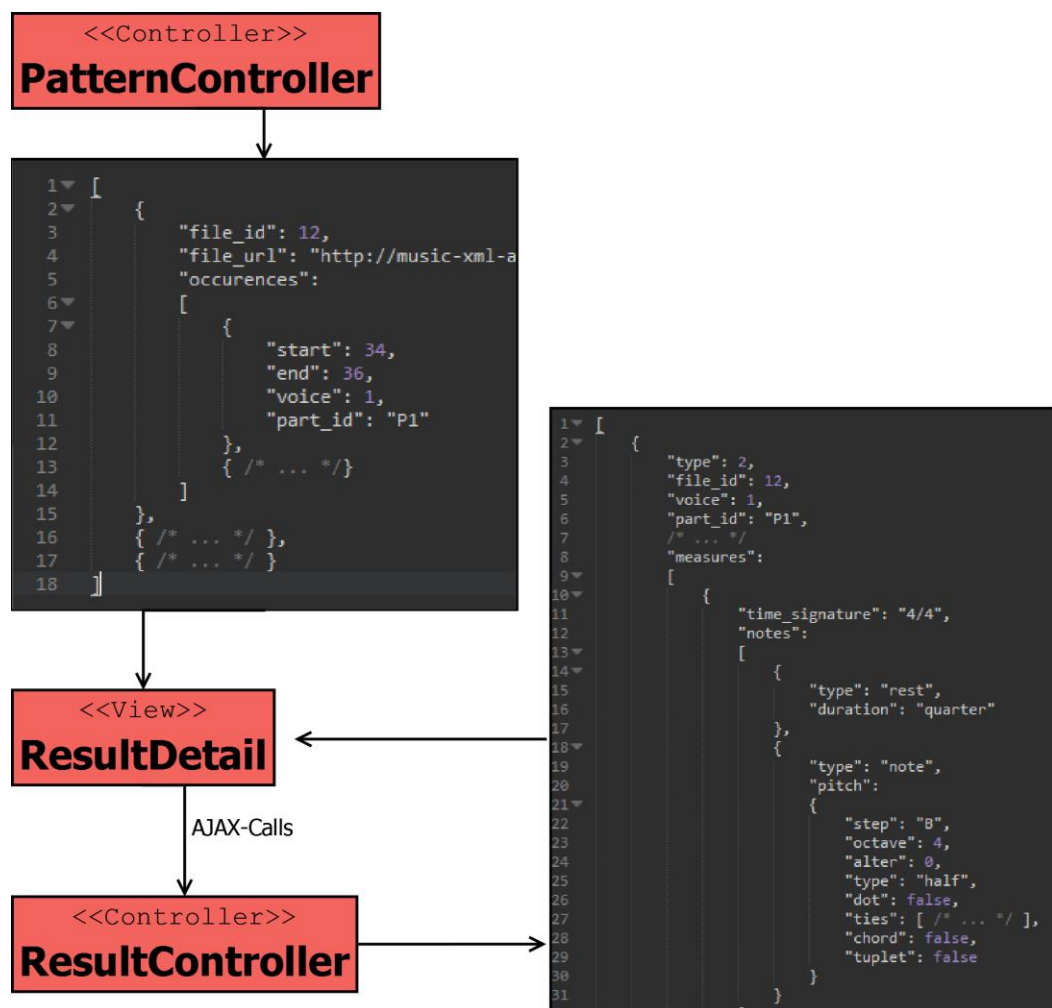 <<Controller>>
PatternController
1 [
2 {
3 "file_id": 12,
4 "file_url": "http://music-xml-a
5 "occurences":
6 [
7 {
8 "start": 34,
9 "end": 36,
10 "voice": 1,
11 "part_id": "P1"
12 },
13 { /* ... */}
14 ]
15 },
16 { /* ... */ },
17 { /* ... */ }
18 ]
<<View>>
ResultDetail
AJAX-Calls
<<Controller>>
ResultController
1 [
2 {
3 "type": 2,
4 "file_id": 12,
5 "voice": 1,
6 "part_id": "P1",
7 /* ... */
8 "measures":
9 [
10 {
11 "time_signature": "4/4",
12 "notes":
13 [
14 {
15 "type": "rest",
16 "duration": "quarter"
17 },
18 {
19 "type": "note",
20 "pitch":
21 {
22 "step": "B",
23 "octave": 4,
24 "alter": 0,
25 "type": "half",
26 "dot": false,
27 "ties": [ /* ... */ ],
28 "chord": false,
29 "tuplet": false
30 }
31 }